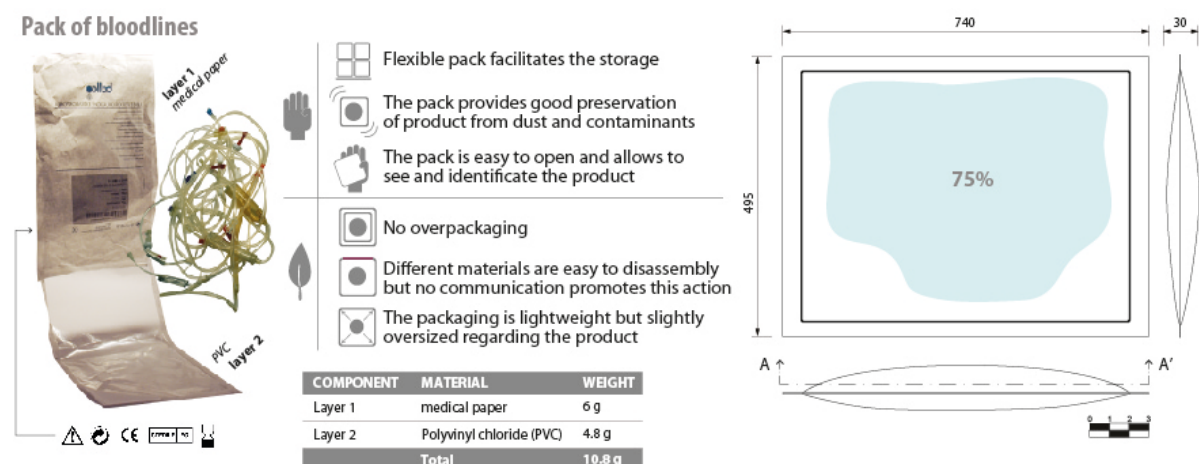 Pack of bloodlines
layer 1
medical paper
PVC
layer 2
Flexible pack facilitates the storage
The pack provides good preservation
of product from dust and contaminants
The pack is easy to open and allows to
see and identificate the product
No overpackaging
Different materials are easy to disassembly
but no communication promotes this action
The packaging is lightweight but slightly
oversized regarding the product
COMPONENT MATERIAL WEIGHT
Layer 1 medical paper 6 g
Layer 2 Polyvinyl chloride (PVC) 4.8 g
Total 10.8 g
740
30
495
75%
A A'
0 1 2 3